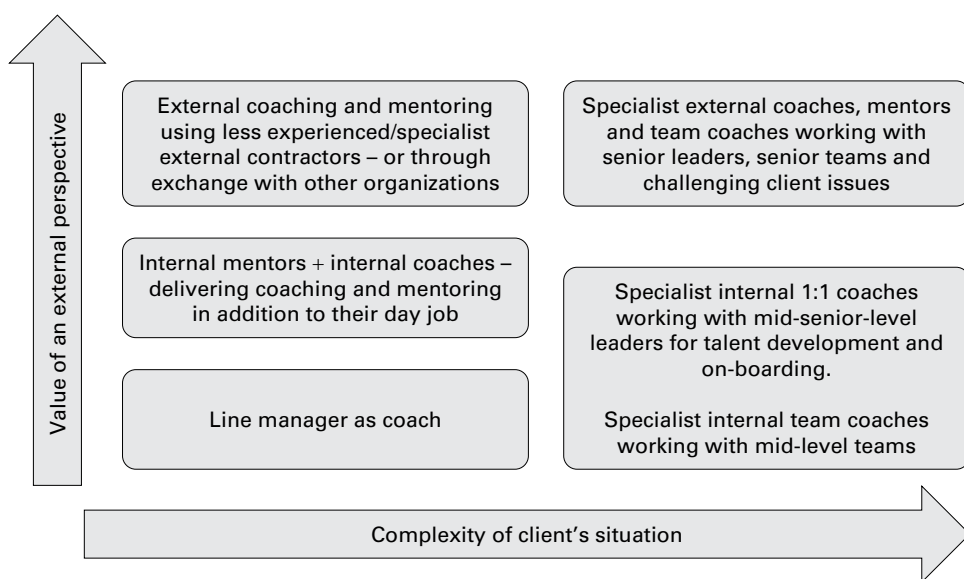 Value of an external perspective
External coaching and mentoring
using less experienced/specialist
external contractors – or through
exchange with other organizations
Specialist external coaches, mentors
and team coaches working with
senior leaders, senior teams and
challenging client issues
Internal mentors + internal coaches –
delivering coaching and mentoring
in addition to their day job
Specialist internal 1:1 coaches
working with mid-senior-level
leaders for talent development and
on-boarding.
Specialist internal team coaches
working with mid-level teams
Line manager as coach
Complexity of client’s situation